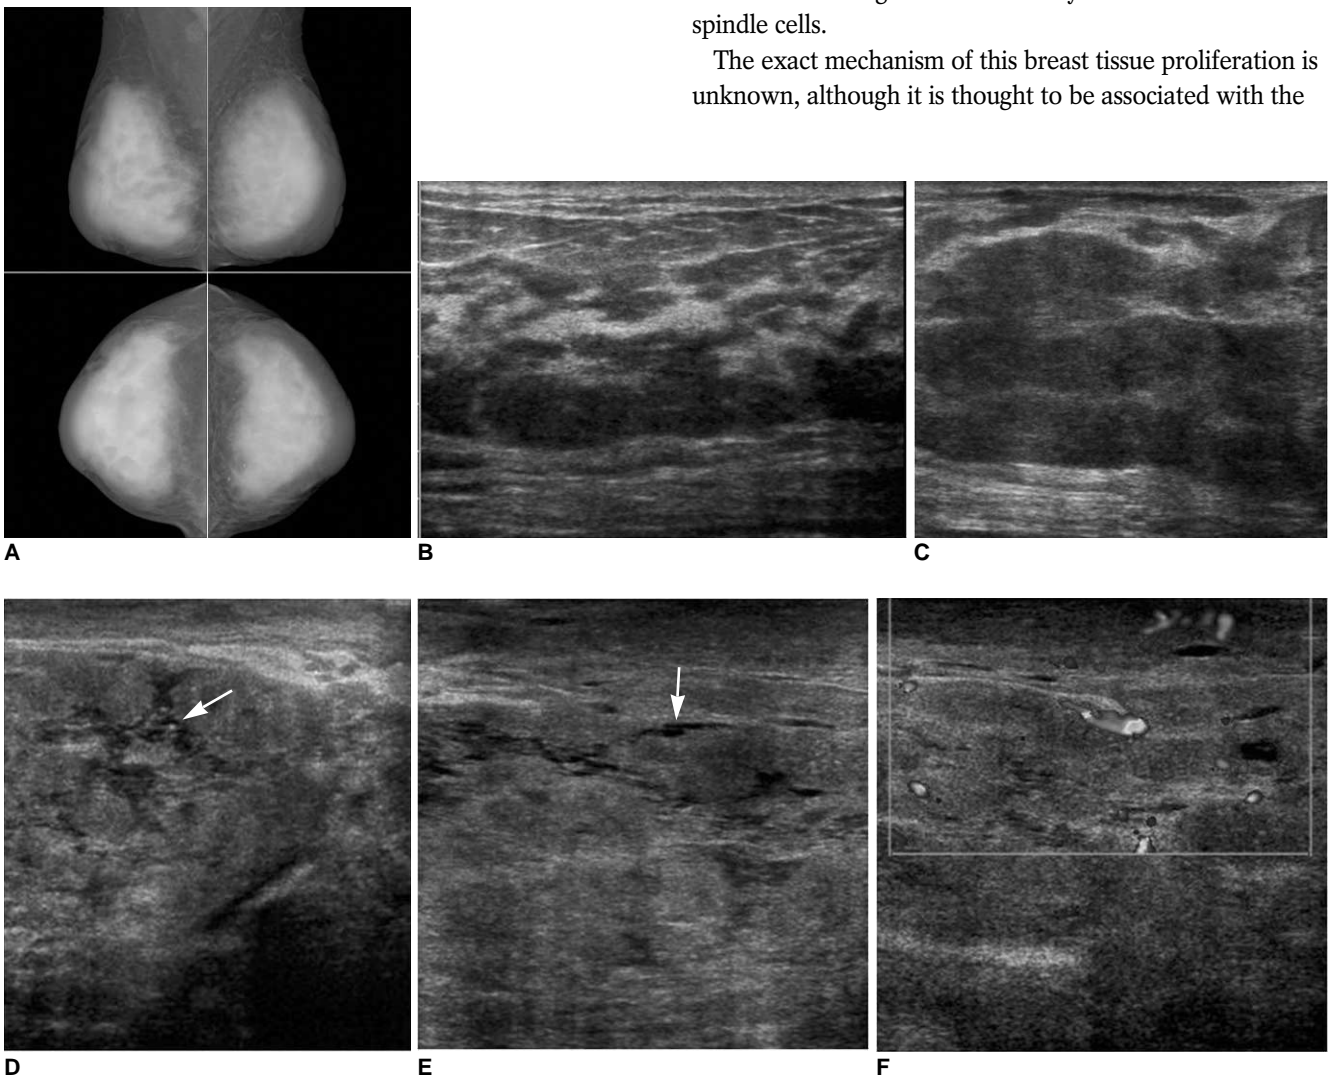 spindle cells.
The exact mechanism of this breast tissue proliferation is
unknown, although it is thought to be associated with the
A
B
C
D
E
F